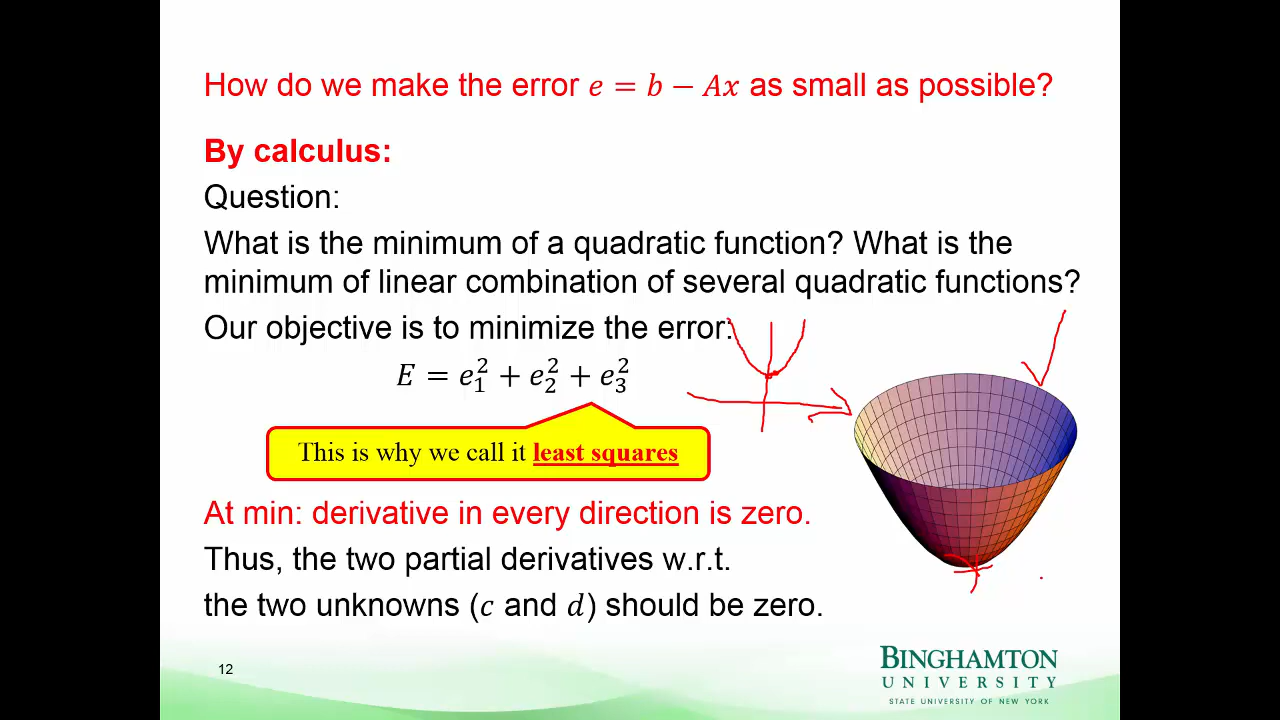 How do we make the error e = b − Ax as small as possible?
By calculus:
Question:
What is the minimum of a quadratic function? What is the
minimum of linear combination of several quadratic functions?
Our objective is to minimize the error:
E = e₁² + e₂² + e₃²
This is why we call it least squares
At min: derivative in every direction is zero.
Thus, the two partial derivatives w.r.t.
the two unknowns (c and d) should be zero.
12
BINGHAMTON
UNIVERSITY
STATE UNIVERSITY OF NEW YORK